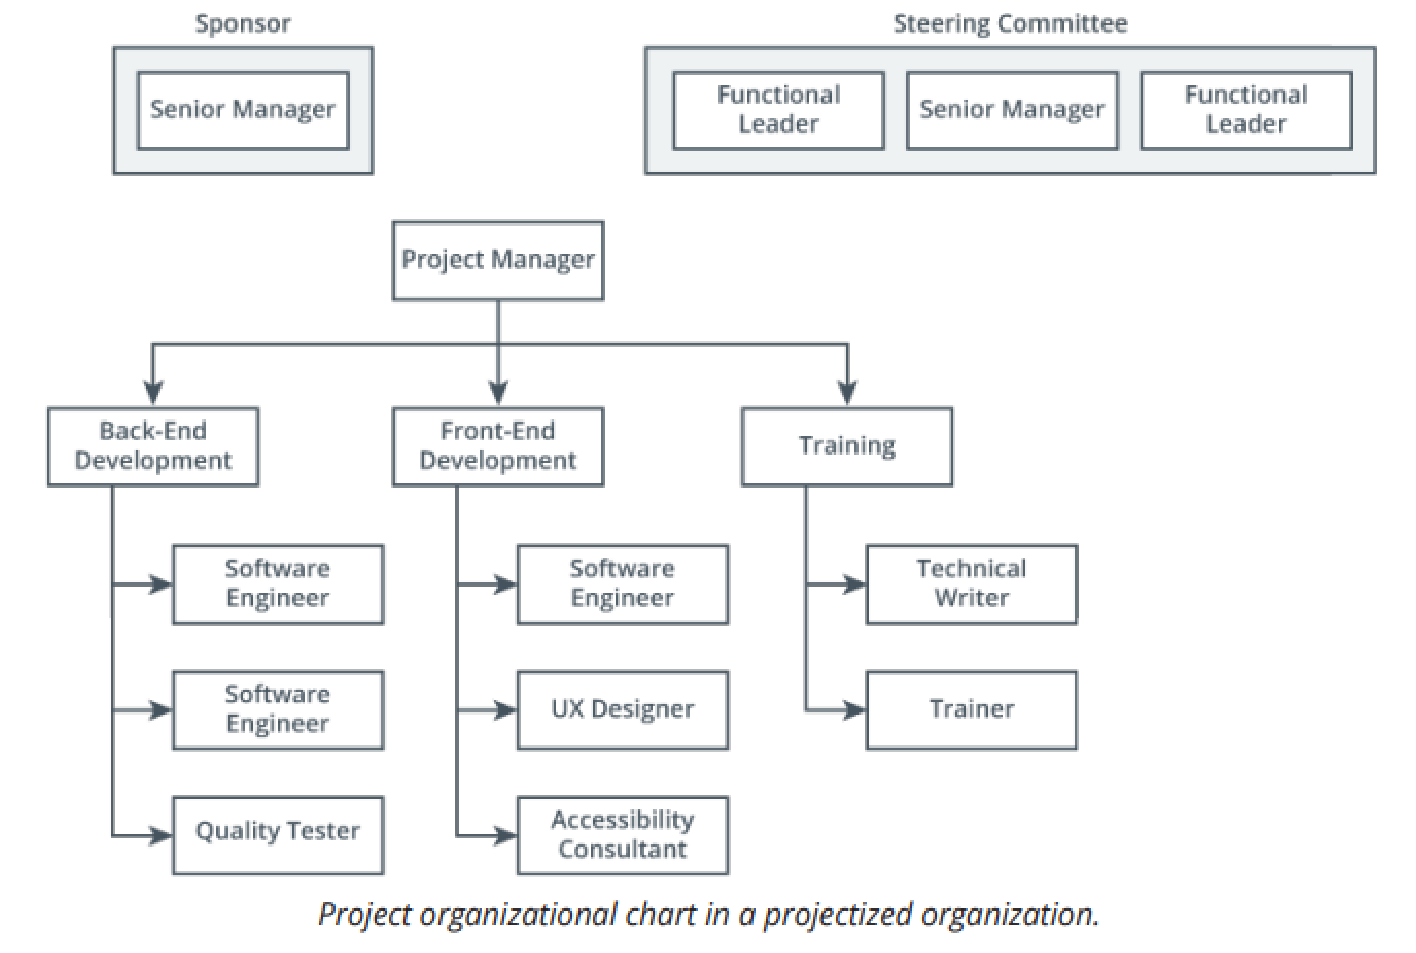 Sponsor
Steering Committee
Senior Manager
Functional
Leader
Senior Manager
Functional
Leader
Project Manager
Back-End
Development
Front-End
Development
Training
Software
Engineer
Software
Engineer
Technical
Writer
Software
Engineer
UX Designer
Trainer
Quality Tester
Accessibility
Consultant
Project organizational chart in a projectized organization.